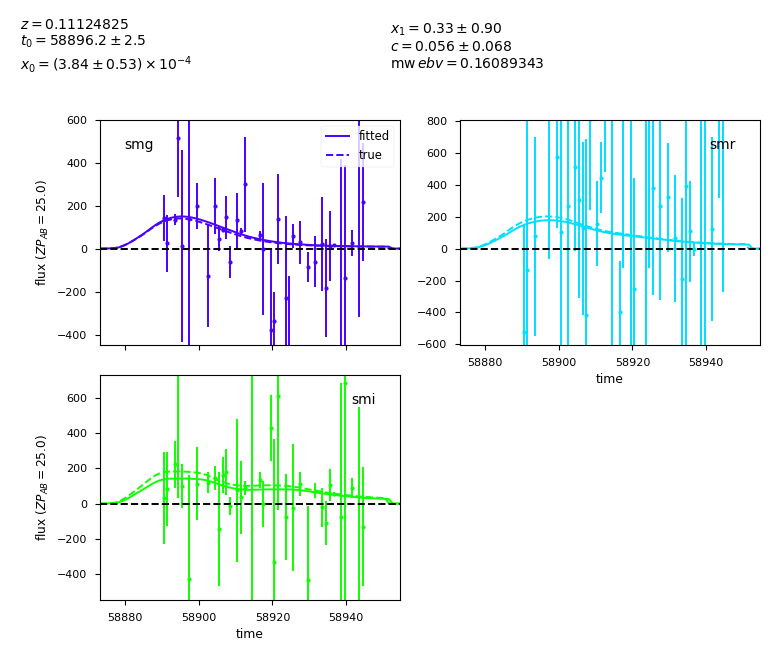 z = 0.11124825
t₀ = 58896.2 ± 2.5
x₀ = (3.84 ± 0.53) × 10⁻⁴
x₁ = 0.33 ± 0.90
c = 0.056 ± 0.068
mw ebv = 0.16089343
smg
fitted
true
600
400
200
0
−200
−400
flux (ZP_AB = 25.0)
smr
800
600
400
200
0
−200
−400
−600
58880 58900 58920 58940
time
smi
600
400
200
0
−200
−400
flux (ZP_AB = 25.0)
58880 58900 58920 58940
time